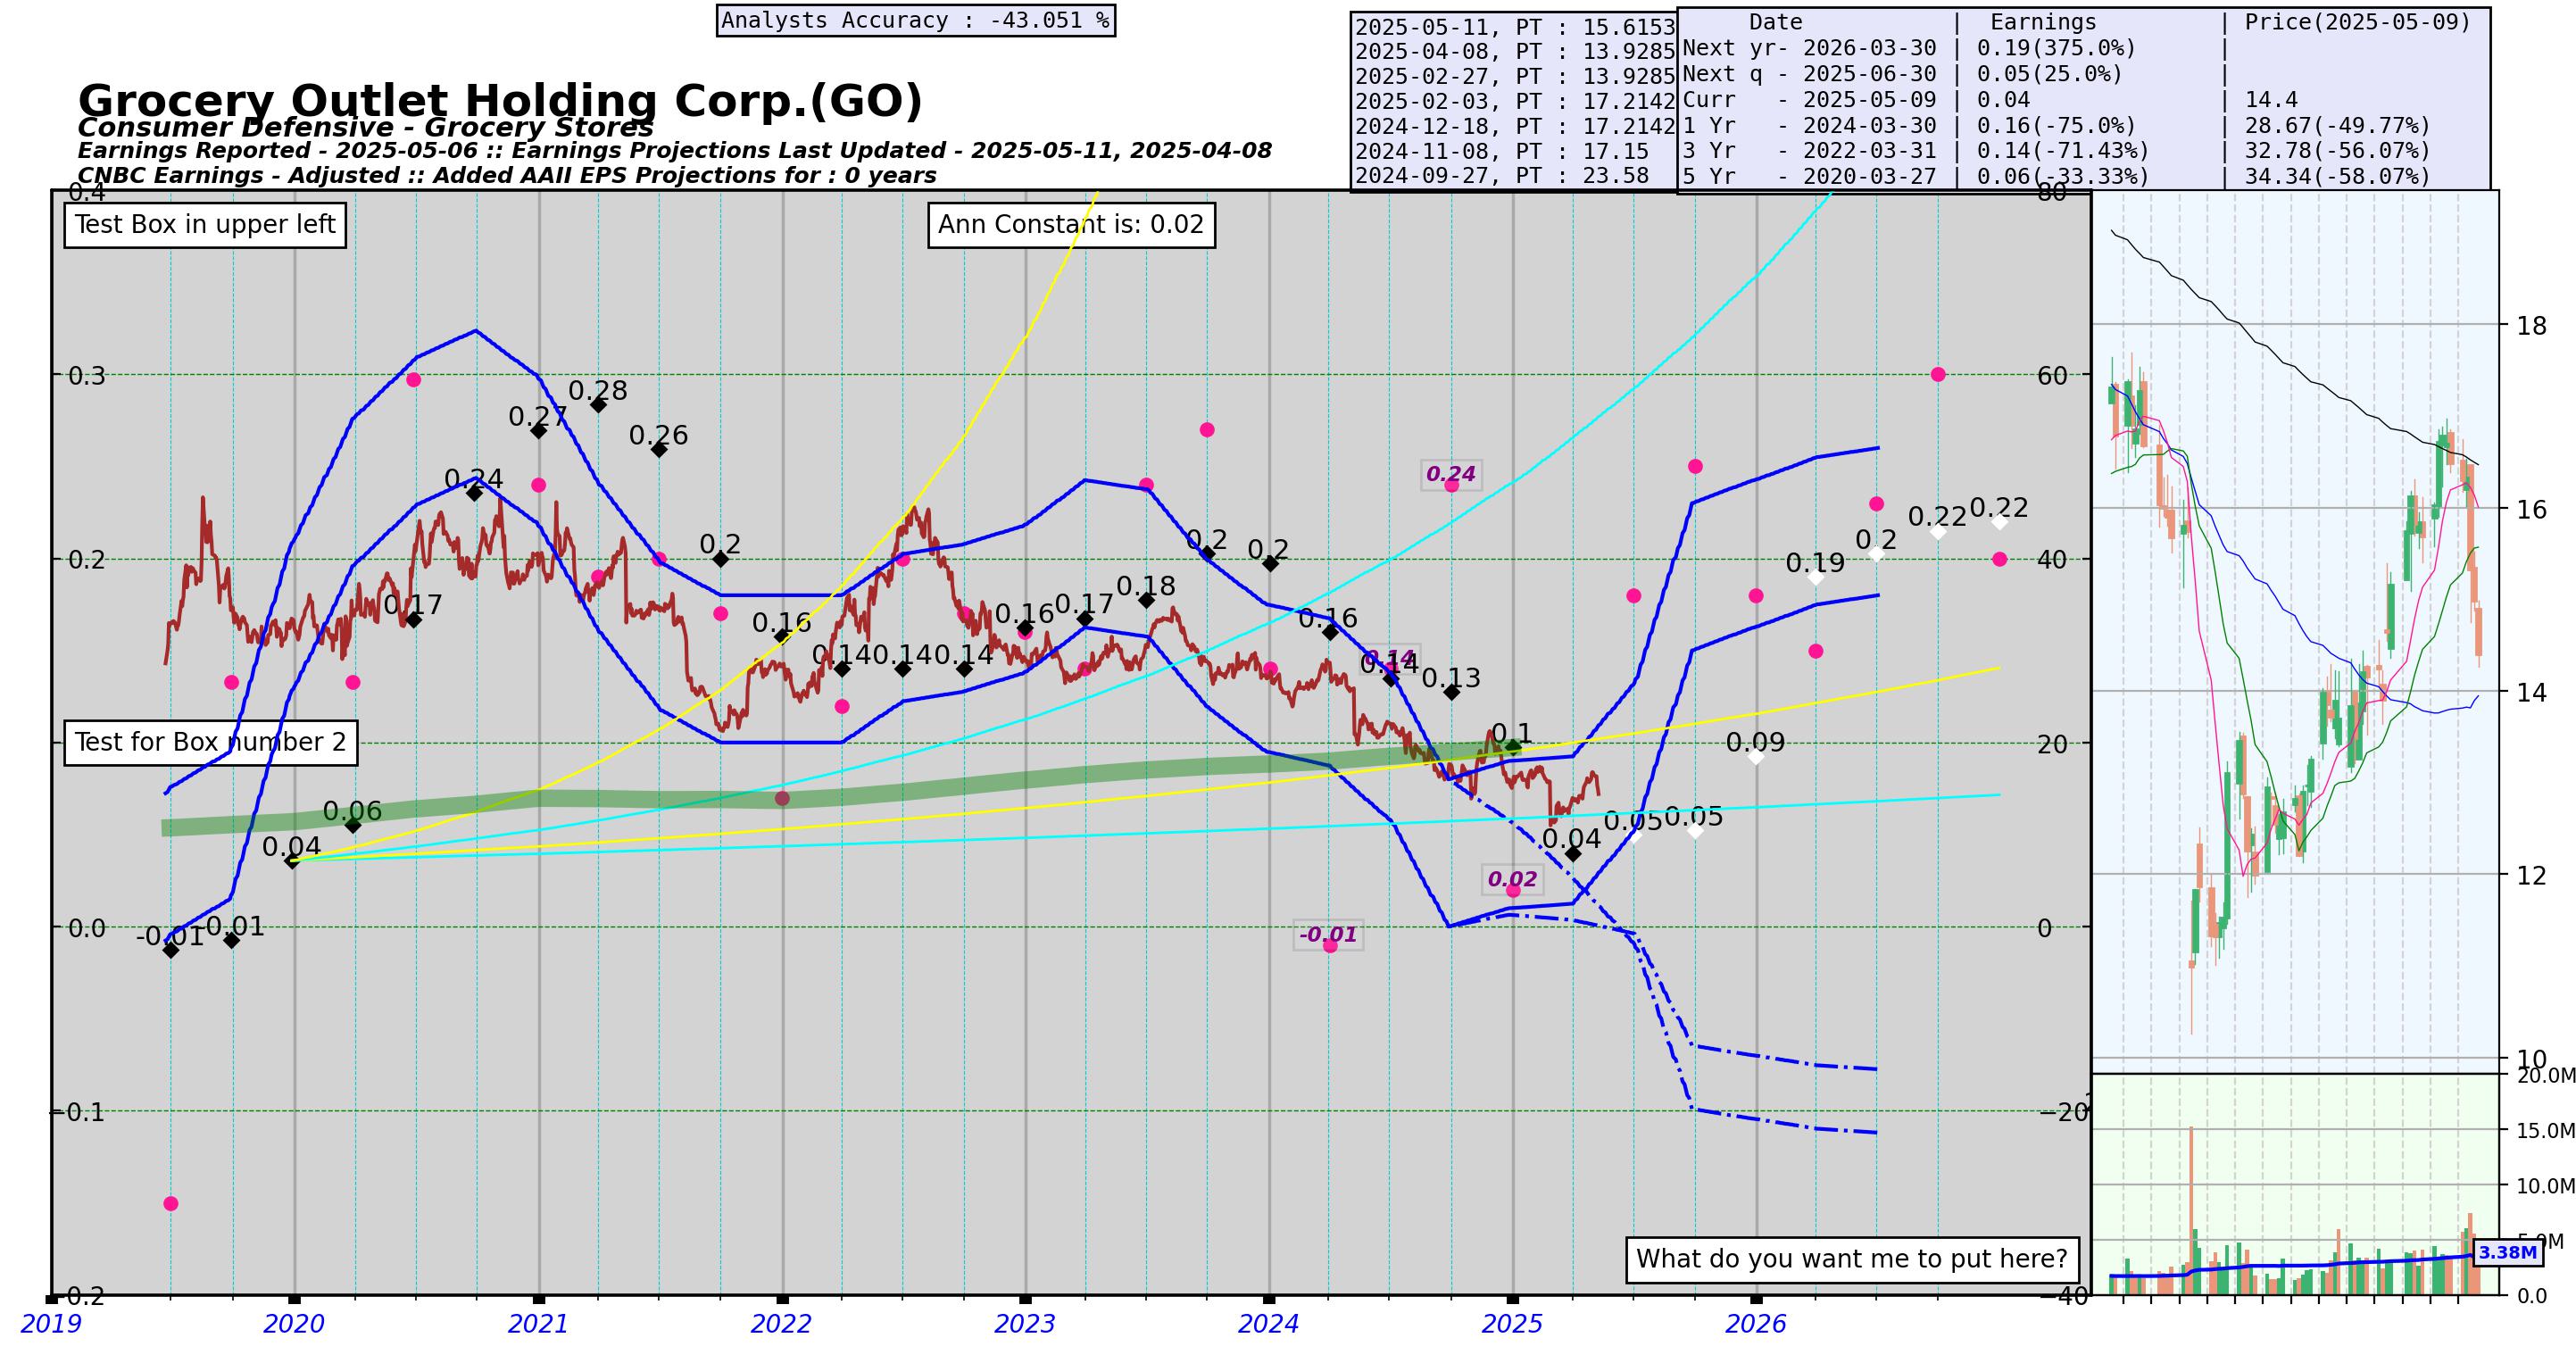 Analysts Accuracy : -43.051 %
2025-05-11, PT : 15.6153
2025-04-08, PT : 13.9285
2025-02-27, PT : 13.9285
2025-02-03, PT : 17.2142
2024-12-18, PT : 17.2142
2024-11-08, PT : 17.15
2024-09-27, PT : 23.58
Date | Earnings | Price(2025-05-09)
Next yr- 2026-03-30 | 0.19(375.0%) |
Next q - 2025-06-30 | 0.05(25.0%) |
Curr - 2025-05-09 | 0.04 | 14.4
1 Yr - 2024-03-30 | 0.16(-75.0%) | 28.67(-49.77%)
3 Yr - 2022-03-31 | 0.14(-71.43%) | 32.78(-56.07%)
5 Yr - 2020-03-27 | 0.06(-33.33%) | 34.34(-58.07%)
Grocery Outlet Holding Corp.(GO)
Consumer Defensive - Grocery Stores
Earnings Reported - 2025-05-06 :: Earnings Projections Last Updated - 2025-05-11, 2025-04-08
CNBC Earnings - Adjusted :: Added AAII EPS Projections for : 0 years
0.4
0.3
0.2
0.0
-0.1
-0.2
Test Box in upper left
Ann Constant is: 0.02
Test for Box number 2
What do you want me to put here?
-0.01
-0.01
0.04
0.06
0.17
0.24
0.27
0.28
0.26
0.2
0.16
0.14
0.14
0.14
0.16
0.17
0.18
0.2
0.2
0.16
0.14
0.13
0.1
0.04
0.05
0.05
0.09
0.19
0.2
0.22
0.22
-0.01
0.14
0.24
0.02
80
60
40
20
0
-20
-40
2019
2020
2021
2022
2023
2024
2025
2026
18
16
14
12
10
20.0M
15.0M
10.0M
3.38M
0.0